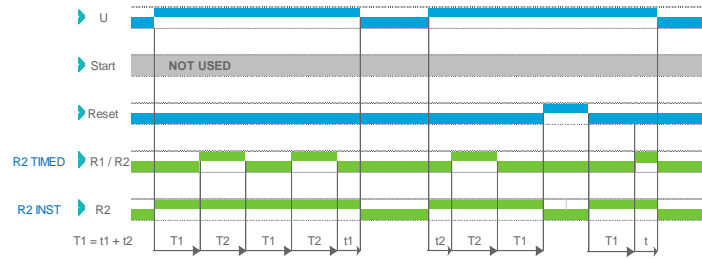 U
Start
NOT USED
Reset
R2 TIMED R1 / R2
R2 INST R2
T1 = t1 + t2 T1 T2 T1 T2 t1 t2 T2 T1 T1 t